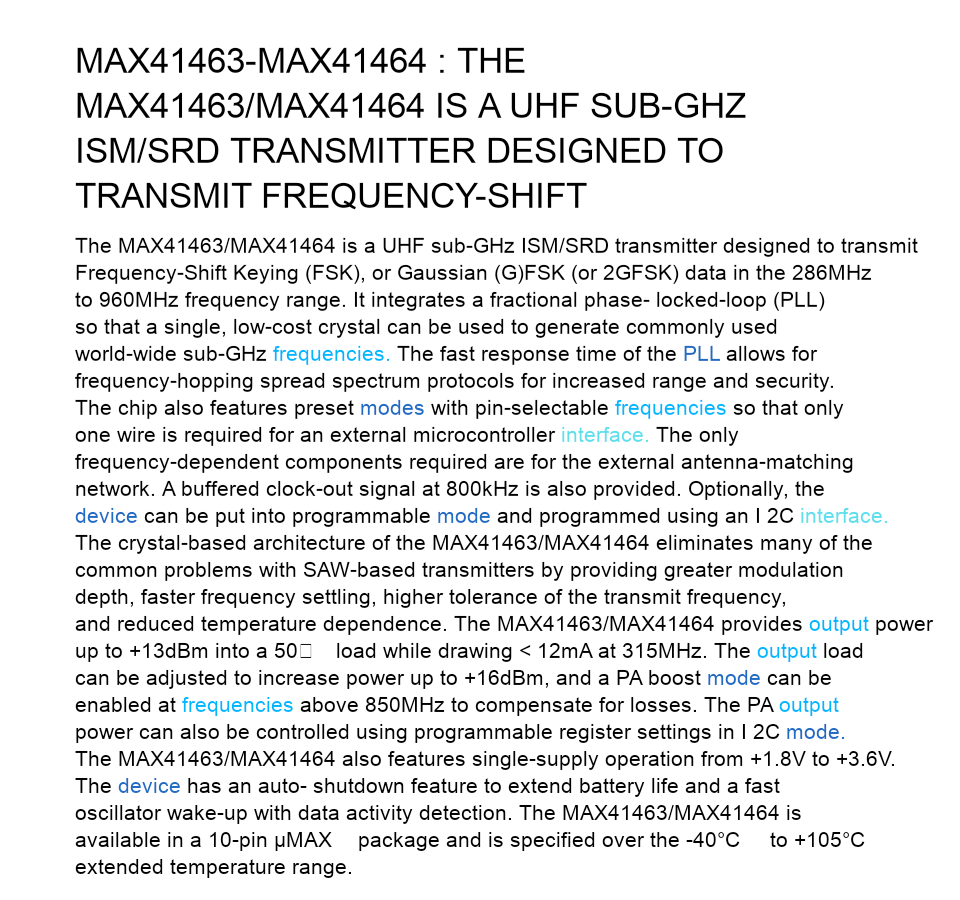 MAX41463-MAX41464 : THE
MAX41463/MAX41464 IS A UHF SUB-GHZ
ISM/SRD TRANSMITTER DESIGNED TO
TRANSMIT FREQUENCY-SHIFT
The MAX41463/MAX41464 is a UHF sub-GHz ISM/SRD transmitter designed to transmit
Frequency-Shift Keying (FSK), or Gaussian (G)FSK (or 2GFSK) data in the 286MHz
to 960MHz frequency range. It integrates a fractional phase- locked-loop (PLL)
so that a single, low-cost crystal can be used to generate commonly used
world-wide sub-GHz frequencies. The fast response time of the PLL allows for
frequency-hopping spread spectrum protocols for increased range and security.
The chip also features preset modes with pin-selectable frequencies so that only
one wire is required for an external microcontroller interface. The only
frequency-dependent components required are for the external antenna-matching
network. A buffered clock-out signal at 800kHz is also provided. Optionally, the
device can be put into programmable mode and programmed using an I 2C interface.
The crystal-based architecture of the MAX41463/MAX41464 eliminates many of the
common problems with SAW-based transmitters by providing greater modulation
depth, faster frequency settling, higher tolerance of the transmit frequency,
and reduced temperature dependence. The MAX41463/MAX41464 provides output power
up to +13dBm into a 50□ load while drawing < 12mA at 315MHz. The output load
can be adjusted to increase power up to +16dBm, and a PA boost mode can be
enabled at frequencies above 850MHz to compensate for losses. The PA output
power can also be controlled using programmable register settings in I 2C mode.
The MAX41463/MAX41464 also features single-supply operation from +1.8V to +3.6V.
The device has an auto- shutdown feature to extend battery life and a fast
oscillator wake-up with data activity detection. The MAX41463/MAX41464 is
available in a 10-pin µMAX package and is specified over the -40°C to +105°C
extended temperature range.